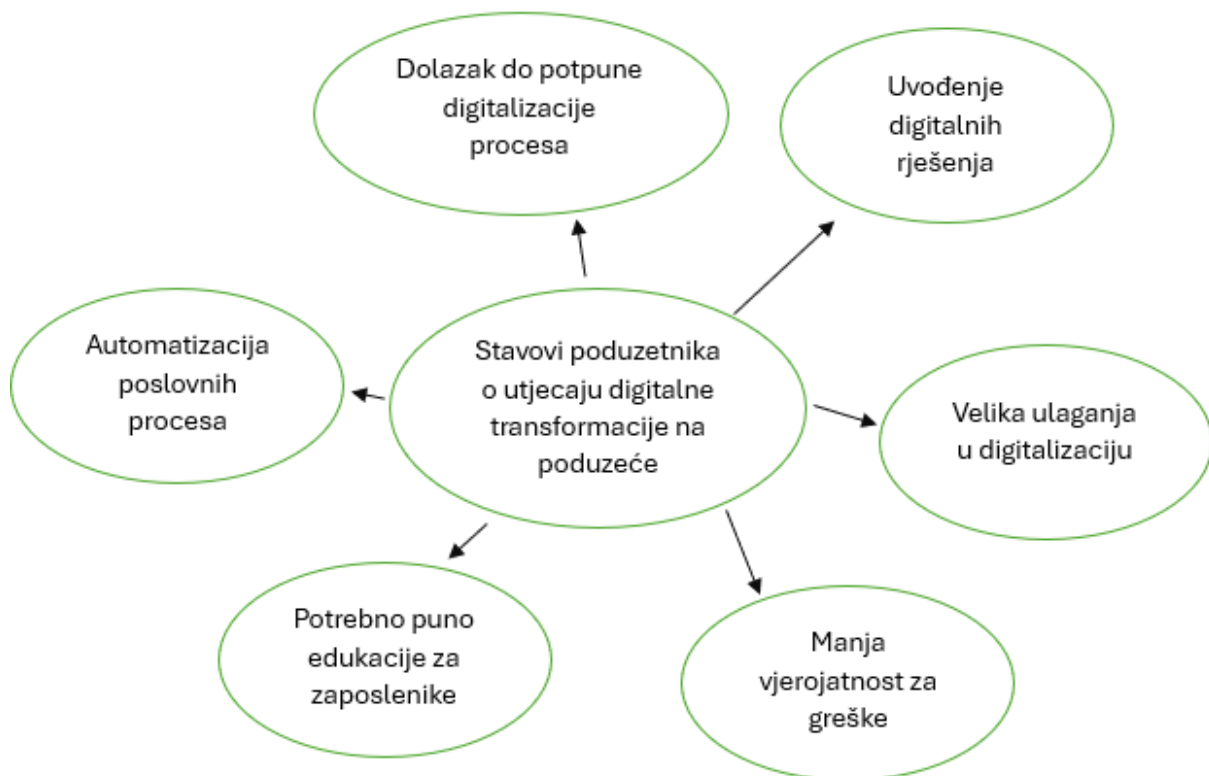 Dolazak do potpune
digitalizacije
procesa
Uvođenje
digitalnih
rješenja
Automatizacija
poslovnih
procesa
Stavovi poduzetnika
o utjecaju digitalne
transformacije na
poduzeće
Velika ulaganja
u digitalizaciju
Potrebno puno
edukacije za
zaposlenike
Manja
vjerojatnost za
greške